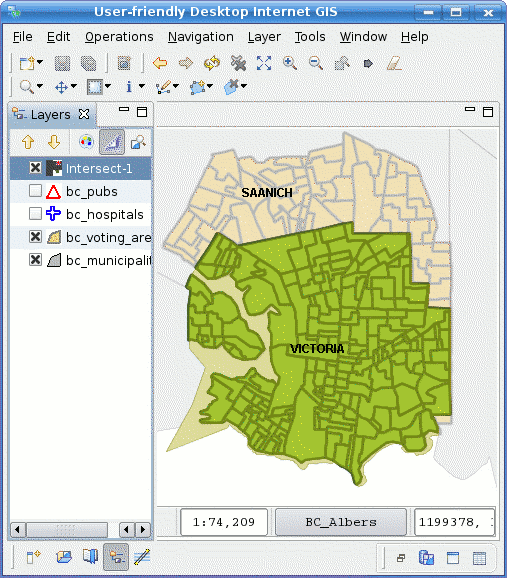 User-friendly Desktop Internet GIS
File Edit Operations Navigation Layer Tools Window Help
Layers
Intersect-1
bc_pubs
bc_hospitals
bc_voting_are
bc_municipalit
SAANICH
VICTORIA
1:74,209 BC_Albers 1199378,